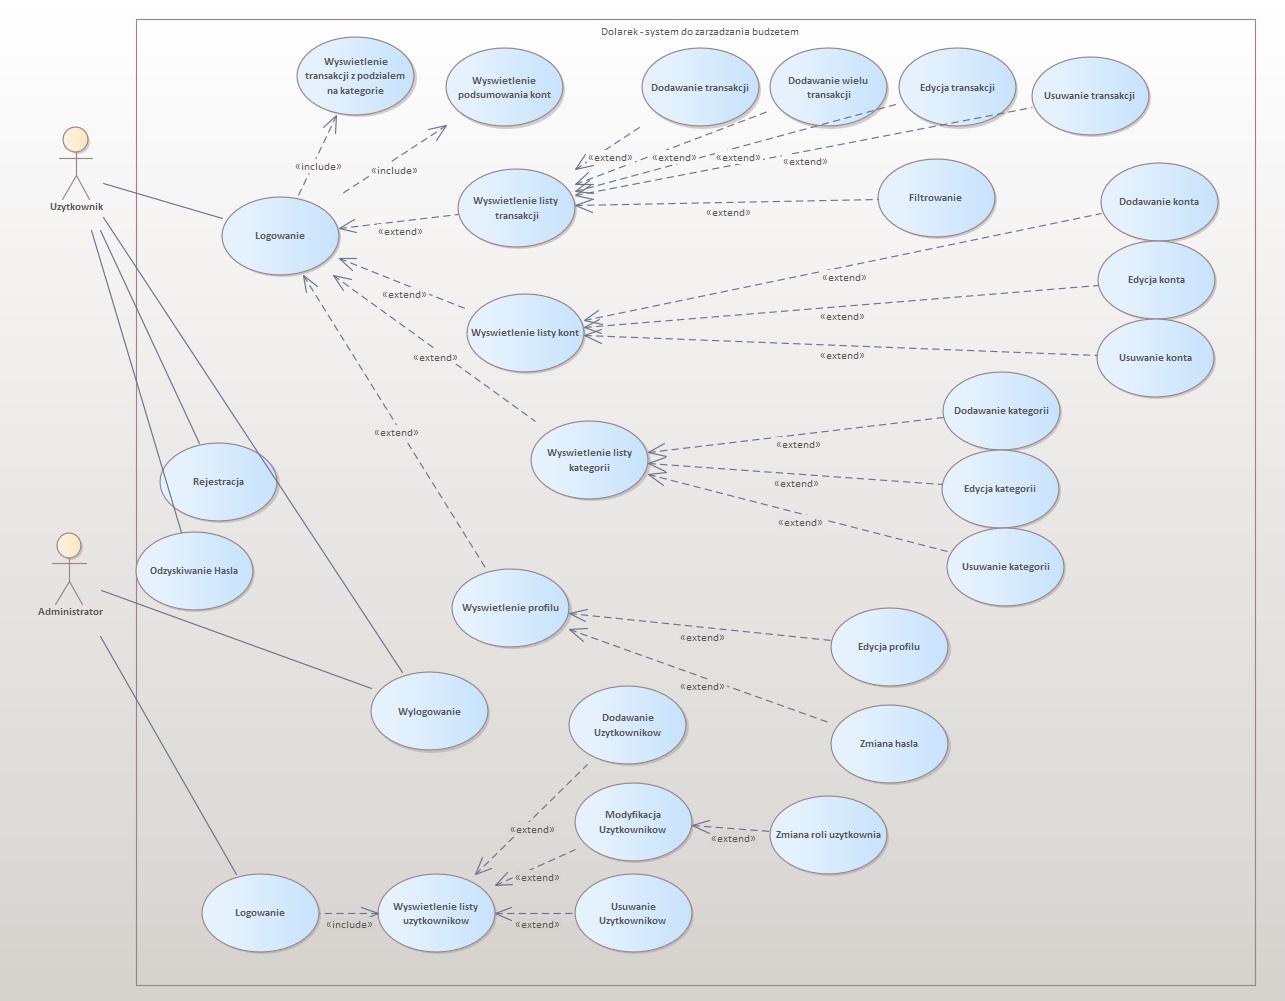 Dolarek - system do zarzadzania budzetem
Wyswietlenie
transakcji z podzialem
na kategorie
Wyswietlenie
podsumowania kont
Dodawanie transakcji
Dodawanie wielu
transakcji
Edycja transakcji
Usuwanie transakcji
«include»
«include»
«extend»
«extend»
«extend»
«extend»
Uzytkownik
Logowanie
«extend»
Wyswietlenie listy
transakcji
«extend»
Filtrowanie
Dodawanie konta
«extend»
«extend»
Edycja konta
Wyswietlenie listy kont
«extend»
«extend»
Usuwanie konta
«extend»
«extend»
Wyswietlenie listy
kategorii
Dodawanie kategorii
«extend»
«extend»
Edycja kategorii
«extend»
Usuwanie kategorii
Rejestracja
Odzyskiwanie Hasla
Administrator
Wyswietlenie profilu
«extend»
Edycja profilu
«extend»
Zmiana hasla
Wylogowanie
Dodawanie
Uzytkownikow
«extend»
Modyfikacja
Uzytkownikow
«extend»
Zmiana roli uzytkownia
«extend»
Logowanie
«include»
Wyswietlenie listy
uzytkownikow
«extend»
Usuwanie
Uzytkownikow